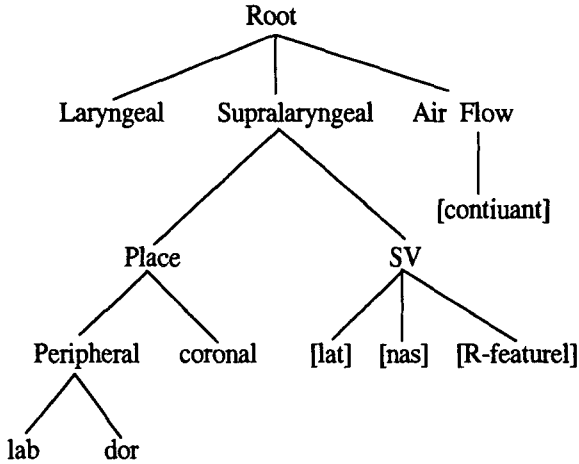 Root
Laryngeal Supralaryngeal Air Flow
[contiuant]
Place SV
Peripheral coronal [lat] [nas] [R-featurel]
lab dor